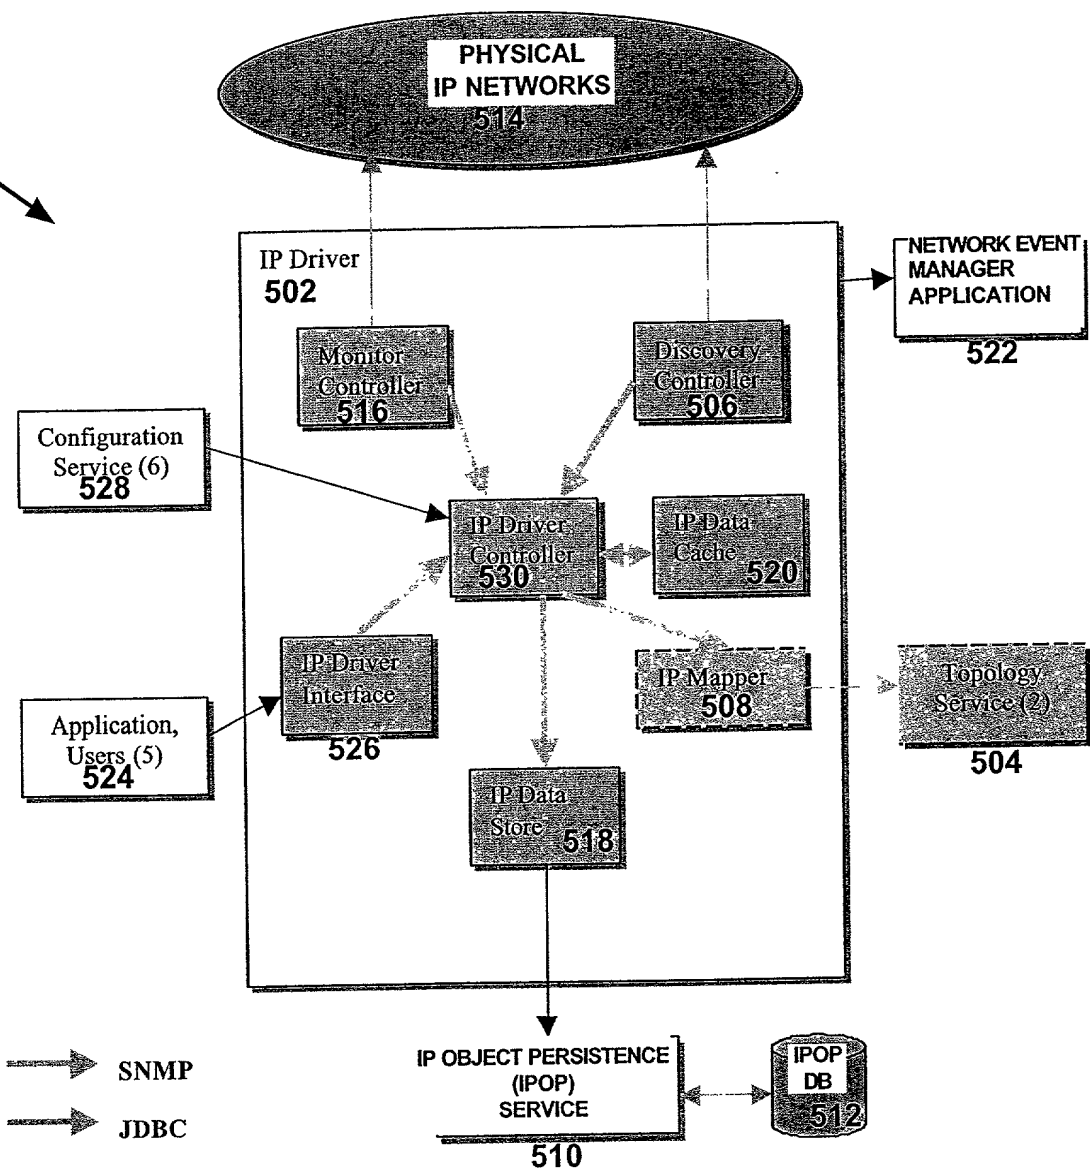 PHYSICAL
IP NETWORKS
514
IP Driver
502
NETWORK EVENT
MANAGER
APPLICATION
522
Monitor
Controller
516
Discovery
Controller
506
Configuration
Service (6)
528
IP Driver
Controller
530
IP Data
Cache
520
IP Driver
Interface
526
IP Mapper
508
Topology
Service (2)
504
Application,
Users (5)
524
IP Data
Store
518
SNMP
JDBC
IP OBJECT PERSISTENCE
(IPOP)
SERVICE
510
IPOP
DB
512